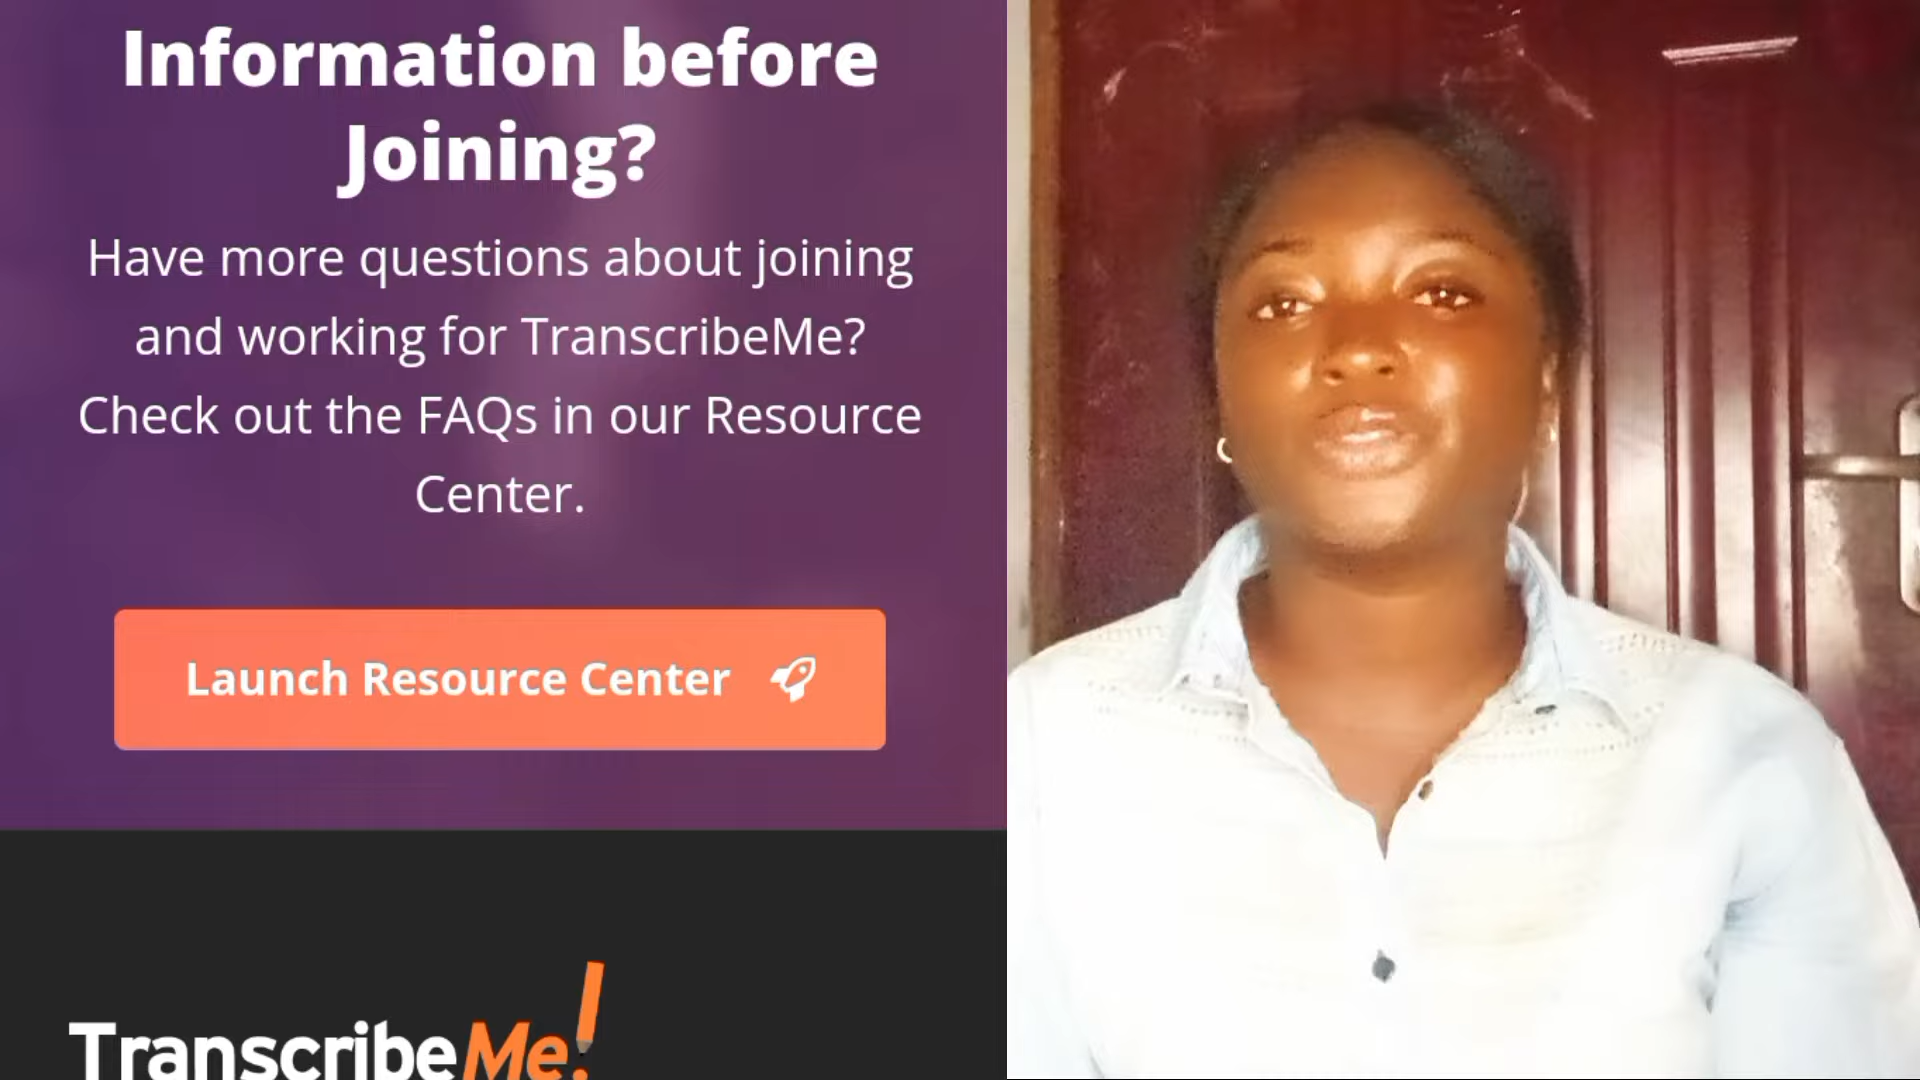 Information before
Joining?
Have more questions about joining
and working for TranscribeMe?
Check out the FAQs in our Resource
Center.
Launch Resource Center
TranscribeMe!